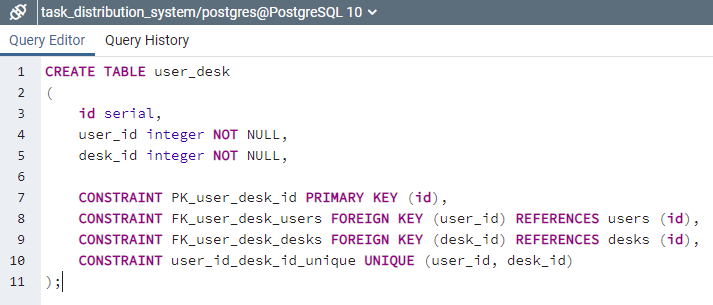 task_distribution_system/postgres@PostgreSQL 10
Query Editor Query History
1 CREATE TABLE user_desk
2 (
3 id serial,
4 user_id integer NOT NULL,
5 desk_id integer NOT NULL,
6
7 CONSTRAINT PK_user_desk_id PRIMARY KEY (id),
8 CONSTRAINT FK_user_desk_users FOREIGN KEY (user_id) REFERENCES users (id),
9 CONSTRAINT FK_user_desk_desks FOREIGN KEY (desk_id) REFERENCES desks (id),
10 CONSTRAINT user_id_desk_id_unique UNIQUE (user_id, desk_id)
11 );